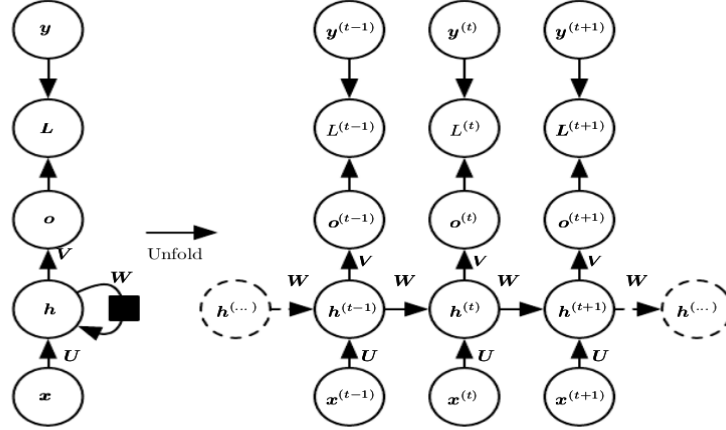 y y^(t−1) y^(t) y^(t+1)
L L^(t−1) L^(t) L^(t+1)
o o^(t−1) o^(t) o^(t+1)
Unfold
V V V V
W W W W W
h h^(...) h^(t−1) h^(t) h^(t+1) h^(...)
U U U U
x x^(t−1) x^(t) x^(t+1)